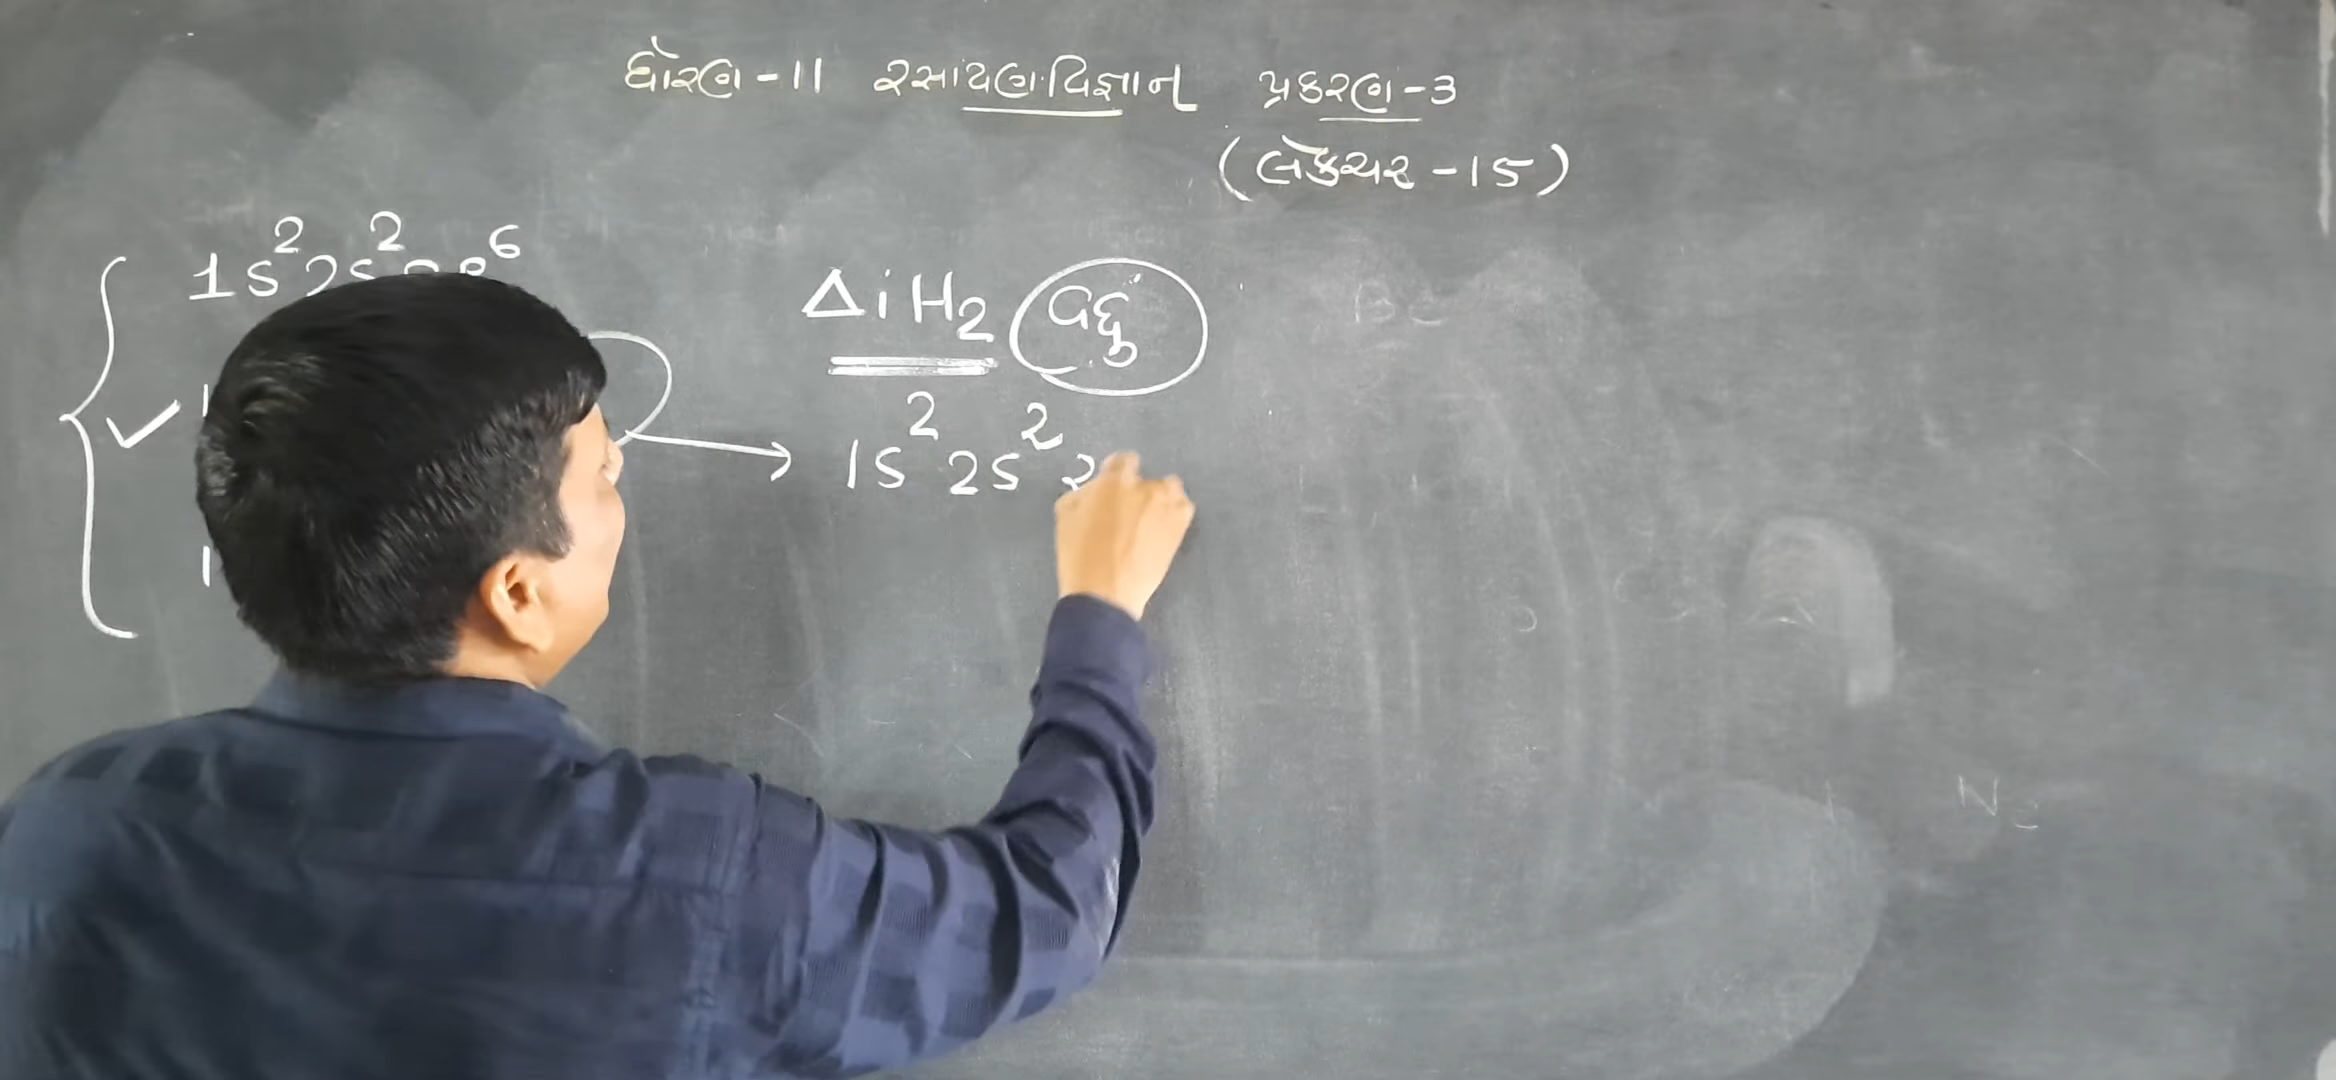 ધોરણ -11 રસાયણવિજ્ઞાન પ્રકરણ -3
(લેક્ચર -15)
1s² 2s² 2p⁶
ΔiH₂ વધુ
1s² 2s² 2